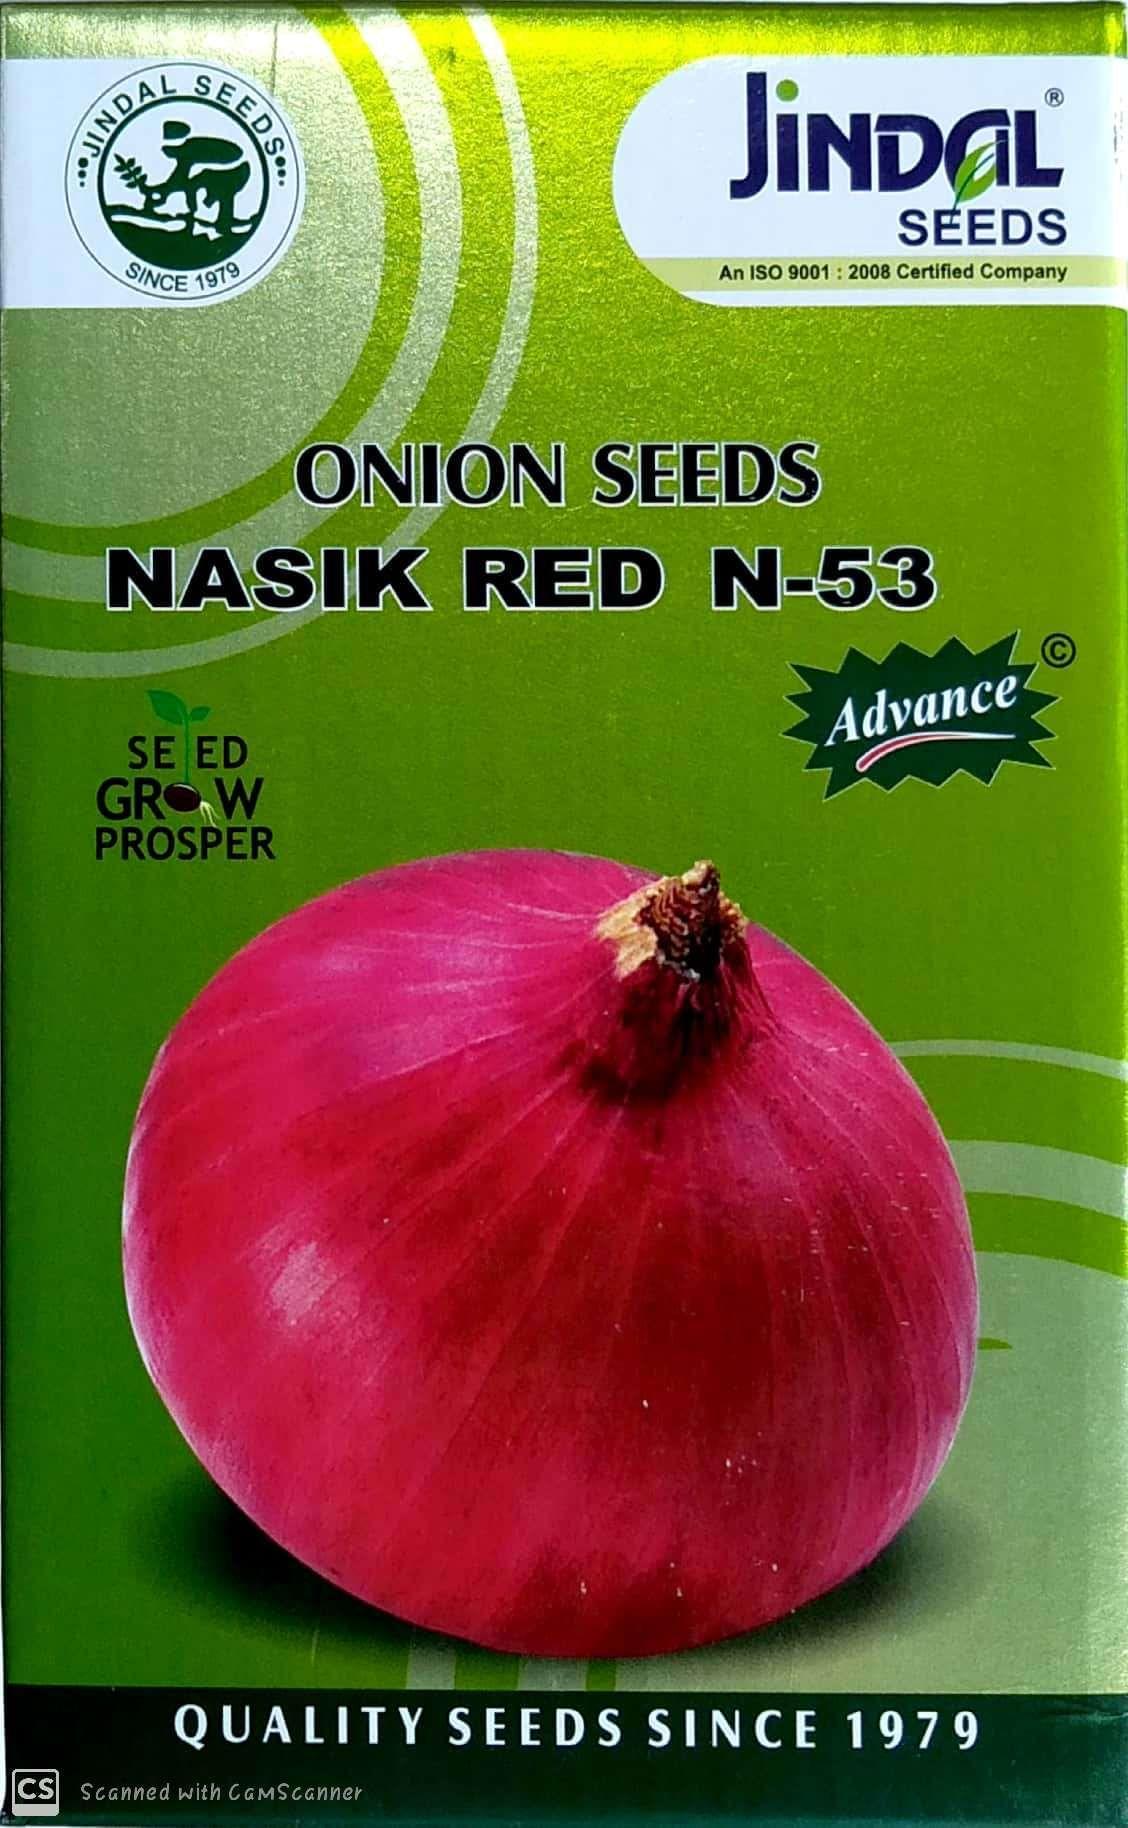 JINDAL SEEDS
SINCE 1979
JINDAL ®
SEEDS
An ISO 9001 : 2008 Certified Company
ONION SEEDS
NASIK RED N-53
Advance ©
SEED
GROW
PROSPER
QUALITY SEEDS SINCE 1979
CS Scanned with CamScanner